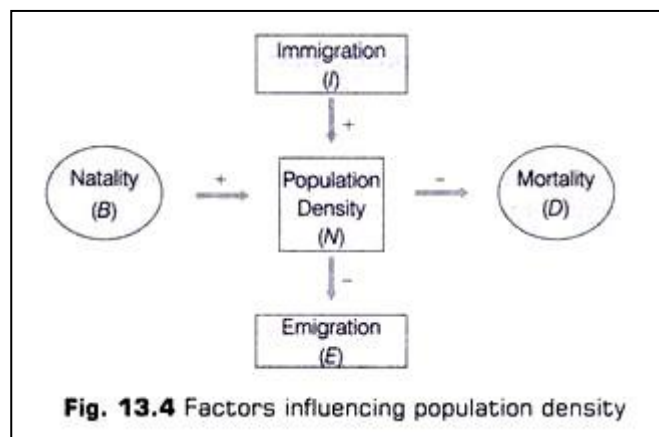 Immigration
(I)
+
Natality
(B)
+
Population
Density
(N)
–
Mortality
(D)
–
Emigration
(E)
Fig. 13.4 Factors influencing population density